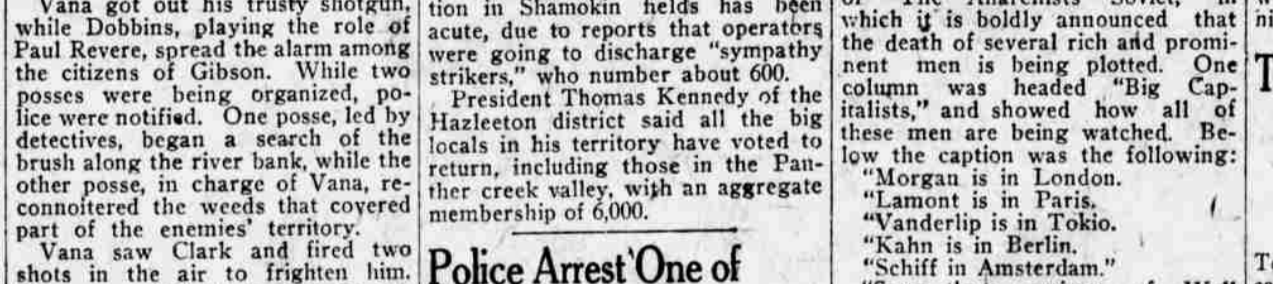 Vana got out his trusty shotgun,
while Dobbins, playing the role of
Paul Revere, spread the alarm among
the citizens of Gibson. While two
posses were being organized, po-
lice were notified. One posse, led by
detectives, began a search of the
brush along the river bank, while the
other posse, in charge of Vana, re-
connoitered the weeds that covered
part of the enemies' territory.
Vana saw Clark and fired two
shots in the air to frighten him.
tion in Shamokin fields has been
acute, due to reports that operators
were going to discharge "sympathy
strikers," who number about 600.
President Thomas Kennedy of the
Hazleeton district said all the big
locals in his territory have voted to
return, including those in the Pan-
ther creek valley, with an aggregate
membership of 6,000.
Police Arrest One of
of "The Anarchists Soviet," in
which it is boldly announced that
the death of several rich and promi-
nent men is being plotted. One
column was headed "Big Cap-
italists," and showed how all of
these men are being watched. Be-
low the caption was the following:
"Morgan is in London.
"Lamont is in Paris.
"Vanderlip is in Tokio.
"Kahn is in Berlin.
"Schiff in Amsterdam."